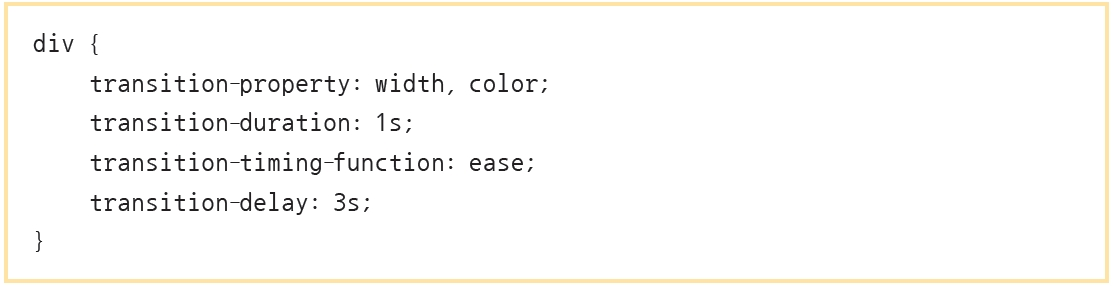 div {
    transition-property: width, color;
    transition-duration: 1s;
    transition-timing-function: ease;
    transition-delay: 3s;
}